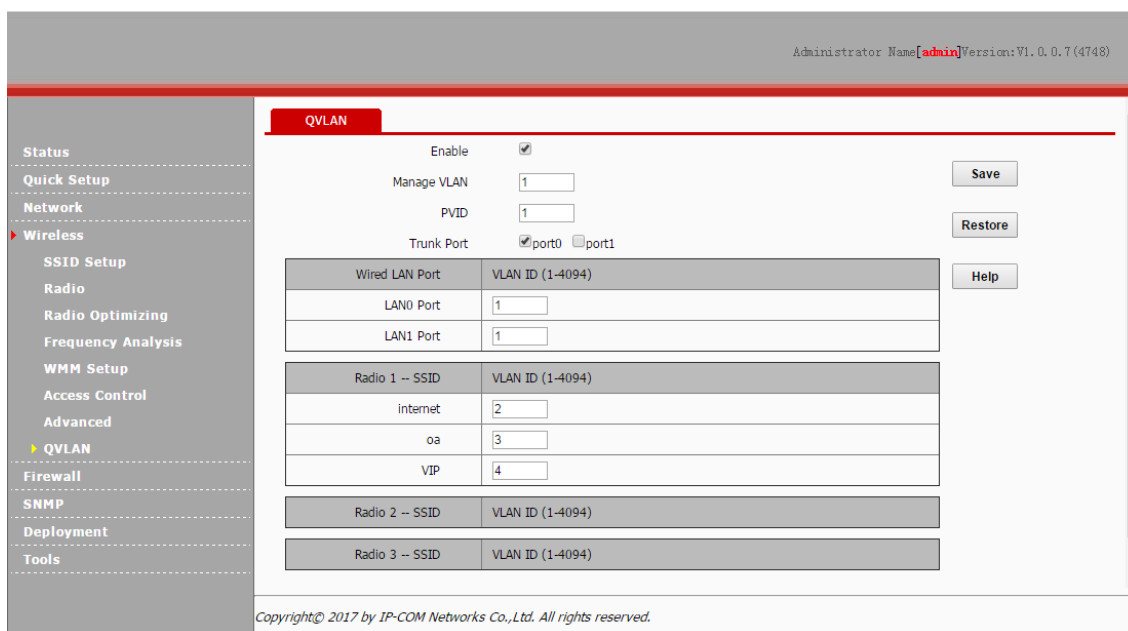 Administrator Name[admin]Version:V1.0.0.7(4748)
Status
Quick Setup
Network
Wireless
SSID Setup
Radio
Radio Optimizing
Frequency Analysis
WMM Setup
Access Control
Advanced
QVLAN
Firewall
SNMP
Deployment
Tools
QVLAN
Enable
Manage VLAN 1
PVID 1
Trunk Port port0 port1
Wired LAN Port VLAN ID (1-4094)
LAN0 Port 1
LAN1 Port 1
Radio 1 -- SSID VLAN ID (1-4094)
internet 2
oa 3
VIP 4
Radio 2 -- SSID VLAN ID (1-4094)
Radio 3 -- SSID VLAN ID (1-4094)
Save
Restore
Help
Copyright© 2017 by IP-COM Networks Co.,Ltd. All rights reserved.